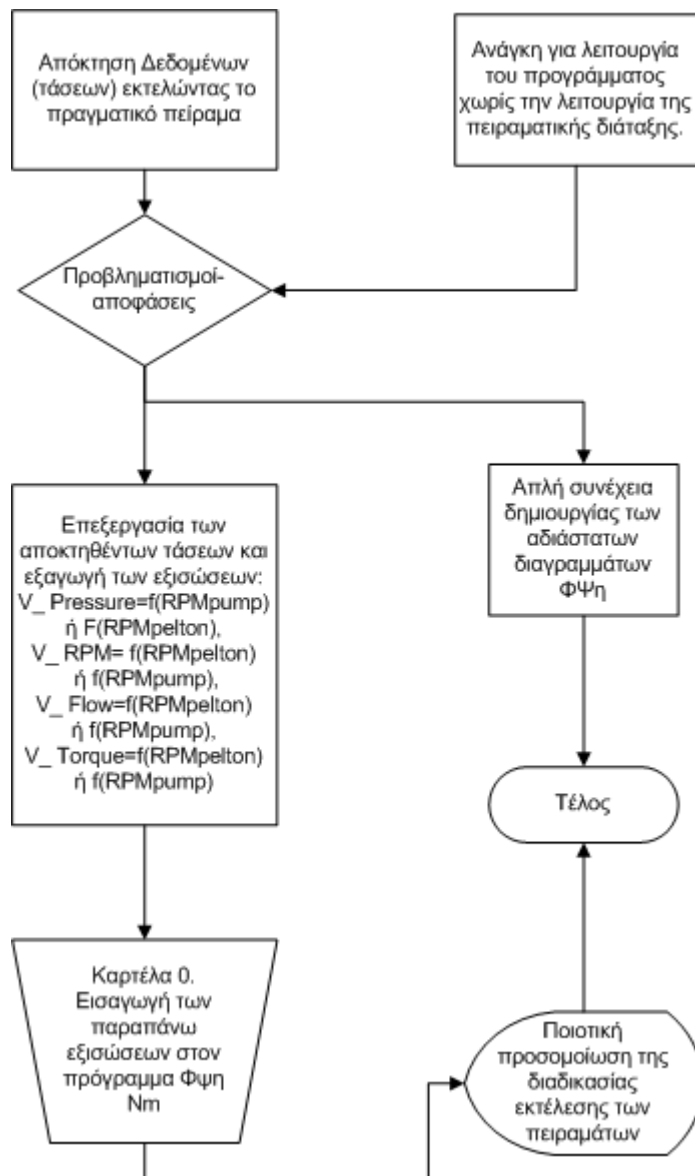 Απόκτηση Δεδομένων
(τάσεων) εκτελώντας το
πραγματικό πείραμα
Ανάγκη για λειτουργία
του προγράμματος
χωρίς την λειτουργία της
πειραματικής διάταξης.
Προβληματισμοί-
αποφάσεις
Επεξεργασία των
αποκτηθέντων τάσεων και
εξαγωγή των εξισώσεων:
V_ Pressure=f(RPMpump)
ή F(RPMpelton),
V_ RPM= f(RPMpelton)
ή f(RPMpump),
V_ Flow=f(RPMpelton)
ή f(RPMpump),
V_ Torque=f(RPMpelton)
ή f(RPMpump)
Απλή συνέχεια
δημιουργίας των
αδιάστατων
διαγραμμάτων
ΦΨη
Τέλος
Καρτέλα 0.
Εισαγωγή των
παραπάνω
εξισώσεων στον
πρόγραμμα Φψη
Nm
Ποιοτική
προσομοίωση της
διαδικασίας
εκτέλεσης των
πειραμάτων